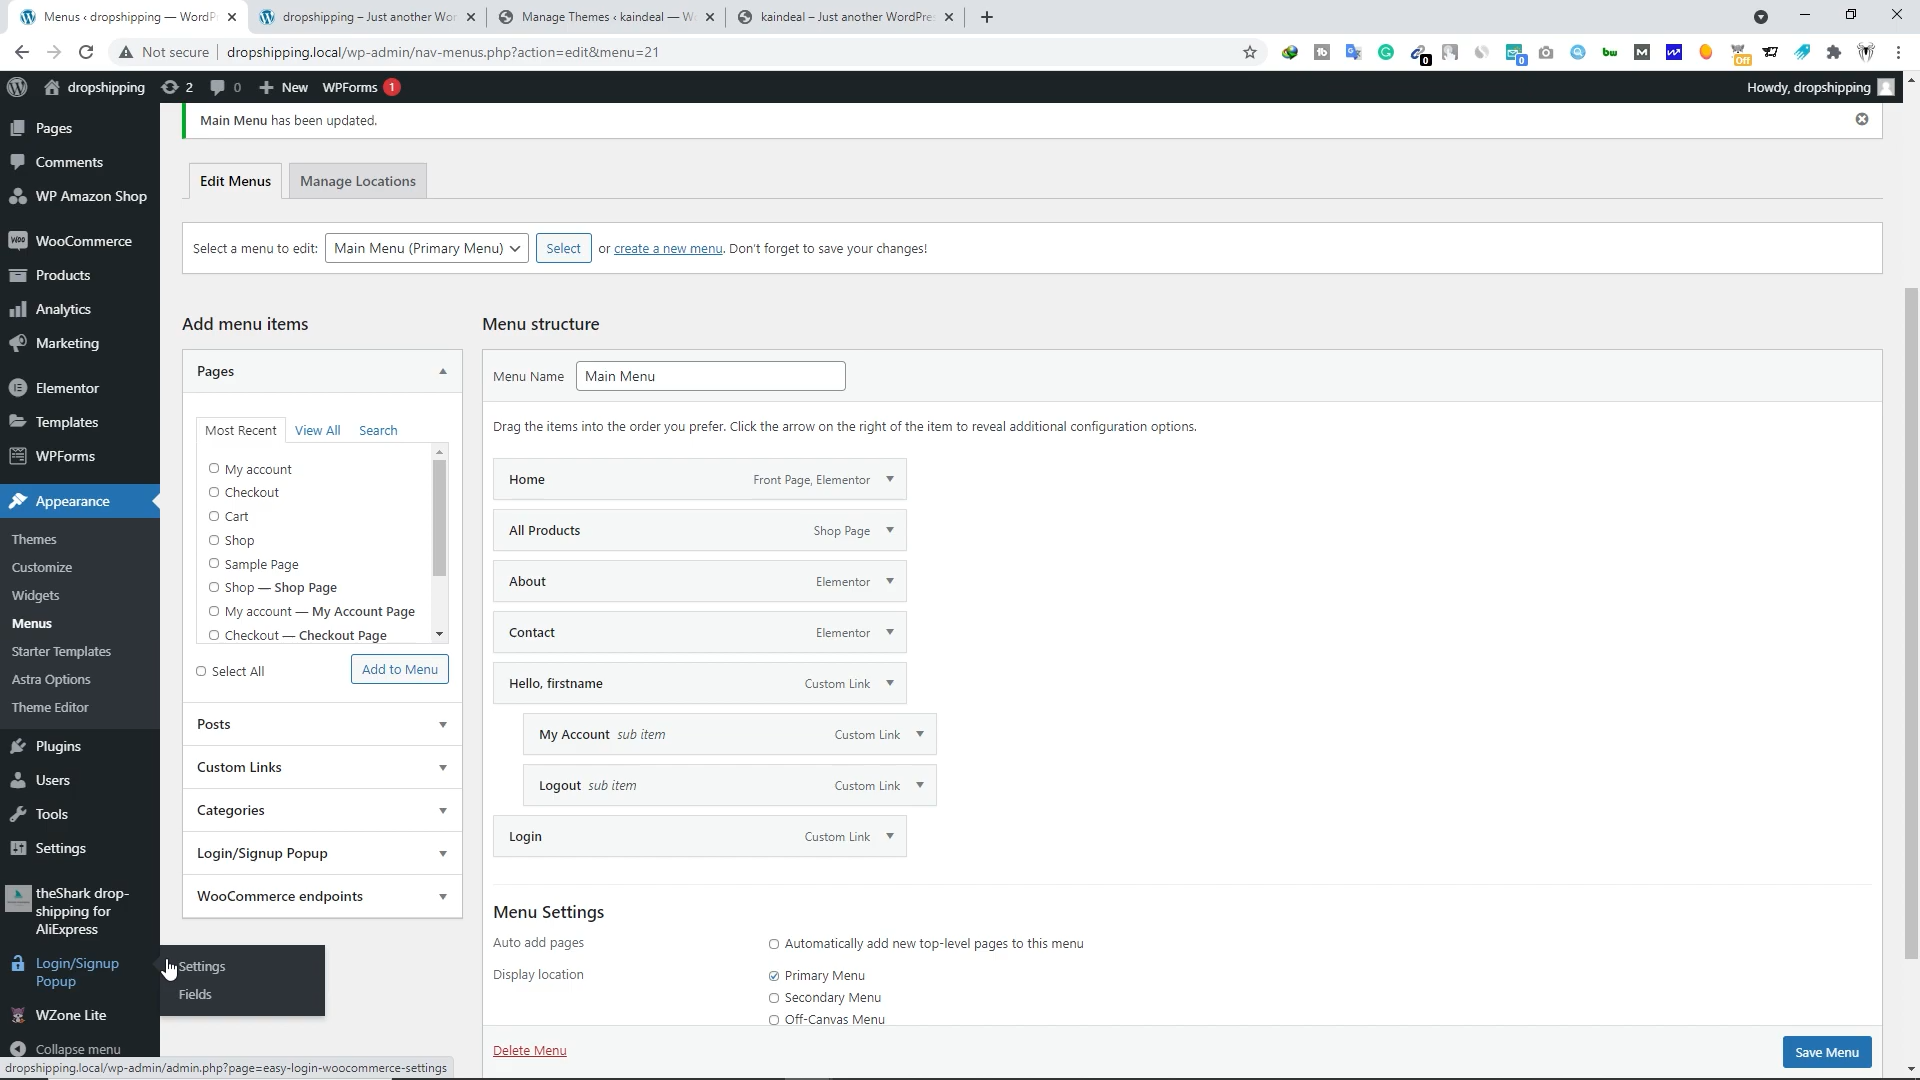 Menus ‹ dropshipping — WordP
dropshipping – Just another Wor
Manage Themes ‹ kaindeal — W
kaindeal – Just another WordPre
Not secure
dropshipping.local/wp-admin/nav-menus.php?action=edit&menu=21
0
0
bw
M
Off
dropshipping
2
0
New
WPForms
1
Howdy, dropshipping
Pages
Comments
WP Amazon Shop
WooCommerce
Products
Analytics
Marketing
Elementor
Templates
WPForms
Appearance
Themes
Customize
Widgets
Menus
Starter Templates
Astra Options
Theme Editor
Plugins
Users
Tools
Settings
theShark drop-
shipping for
AliExpress
Login/Signup
Popup
WZone Lite
Collapse menu
Settings
Fields
Main Menu has been updated.
Edit Menus
Manage Locations
Select a menu to edit:
Main Menu (Primary Menu)
Select
or create a new menu. Don't forget to save your changes!
Add menu items
Pages
Most Recent
View All
Search
My account
Checkout
Cart
Shop
Sample Page
Shop — Shop Page
My account — My Account Page
Checkout — Checkout Page
Select All
Add to Menu
Posts
Custom Links
Categories
Login/Signup Popup
WooCommerce endpoints
Menu structure
Menu Name
Main Menu
Drag the items into the order you prefer. Click the arrow on the right of the item to reveal additional configuration options.
Home
Front Page, Elementor
All Products
Shop Page
About
Elementor
Contact
Elementor
Hello, firstname
Custom Link
My Account sub item
Custom Link
Logout sub item
Custom Link
Login
Custom Link
Menu Settings
Auto add pages
Automatically add new top-level pages to this menu
Display location
Primary Menu
Secondary Menu
Off-Canvas Menu
Delete Menu
Save Menu
dropshipping.local/wp-admin/admin.php?page=easy-login-woocommerce-settings